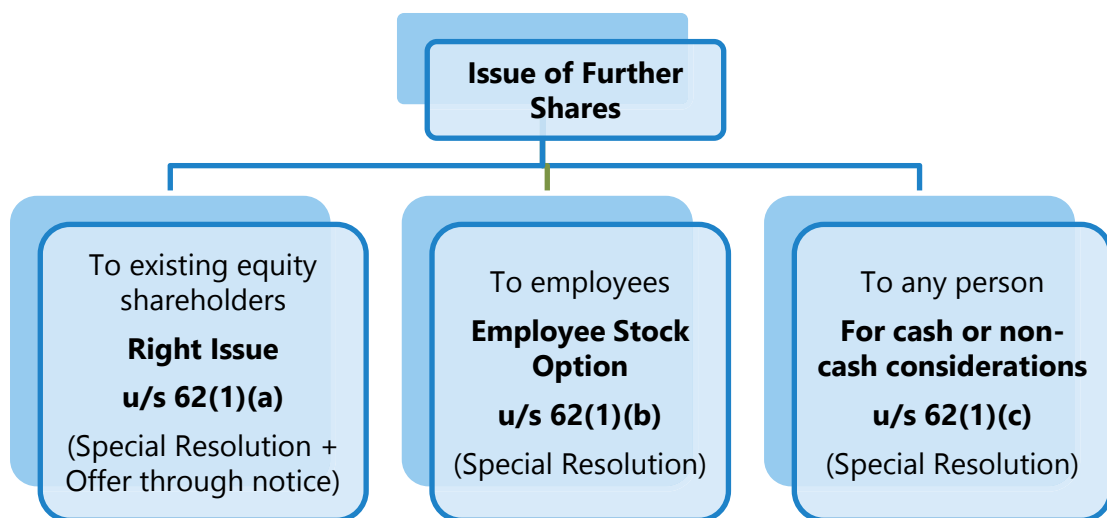 Issue of Further
Shares
To existing equity
shareholders
Right Issue
u/s 62(1)(a)
(Special Resolution +
Offer through notice)
To employees
Employee Stock
Option
u/s 62(1)(b)
(Special Resolution)
To any person
For cash or non-
cash considerations
u/s 62(1)(c)
(Special Resolution)